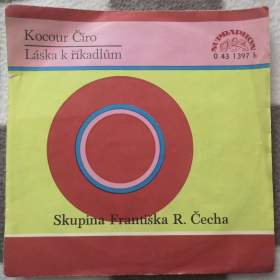 Kocour Číro
Láska k říkadlům
SUPRAPHON
0 43 1397 h
Skupina Františka R. Čecha